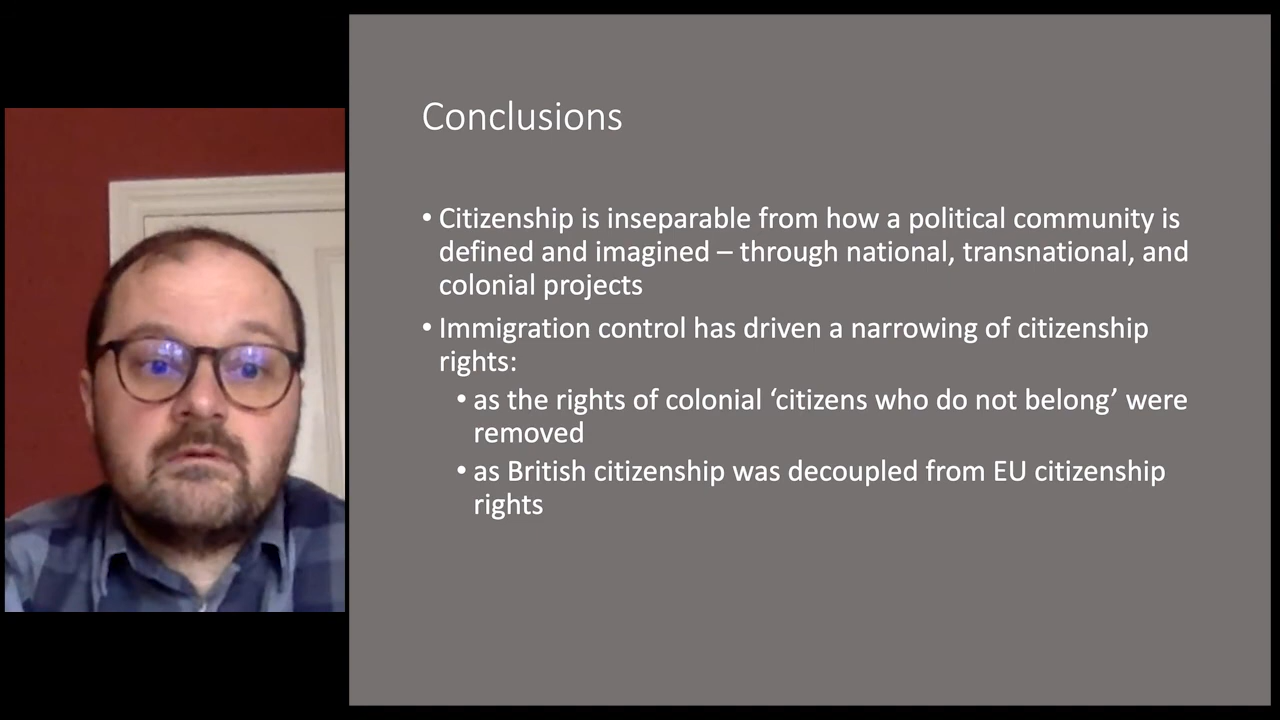 Conclusions
• Citizenship is inseparable from how a political community is
defined and imagined – through national, transnational, and
colonial projects
• Immigration control has driven a narrowing of citizenship
rights:
• as the rights of colonial ‘citizens who do not belong’ were
removed
• as British citizenship was decoupled from EU citizenship
rights